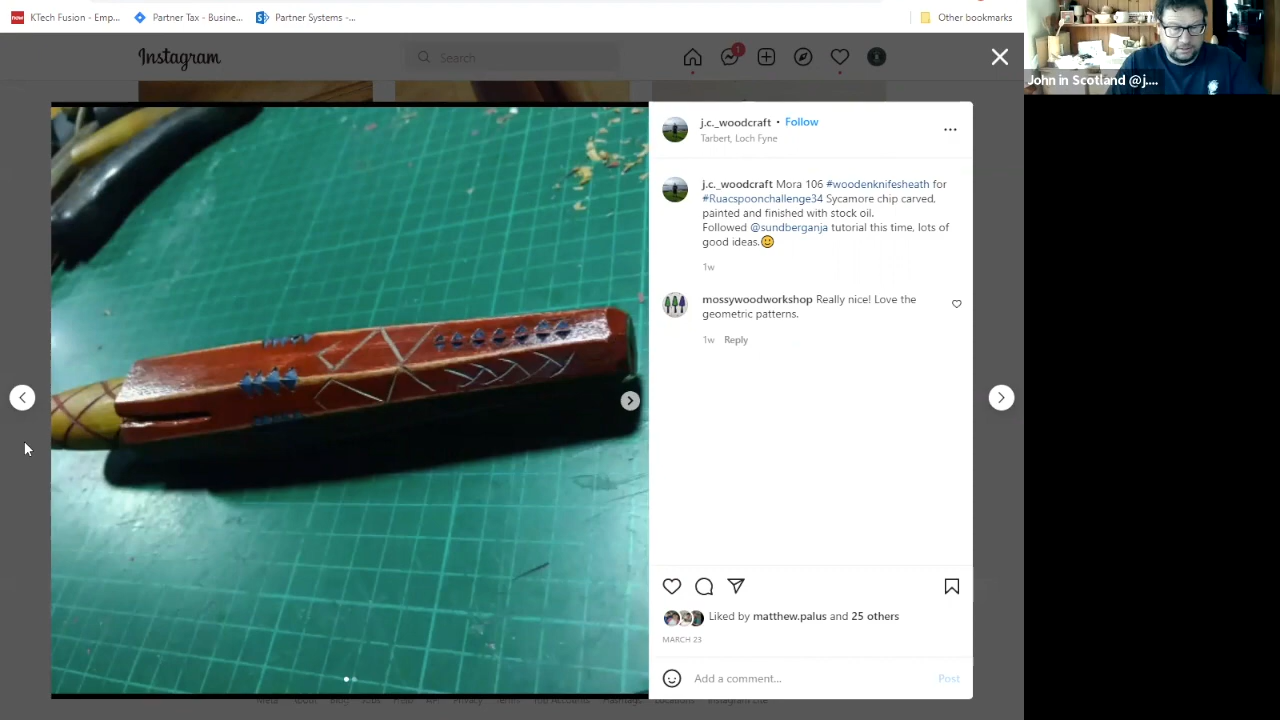 KTech Fusion - Emp...
Partner Tax - Busine...
Partner Systems -...
Other bookmarks
Instagram
Search
1
John in Scotland @j....
j.c._woodcraft • Follow
Tarbert, Loch Fyne
j.c._woodcraft Mora 106 #woodenknifesheath for
#Ruacspoonchallenge34 Sycamore chip carved,
painted and finished with stock oil.
Followed @sundberganja tutorial this time, lots of
good ideas.🙂
1w
mossywoodworkshop Really nice! Love the
geometric patterns.
1w Reply
Liked by matthew.palus and 25 others
MARCH 23
Add a comment...
Post